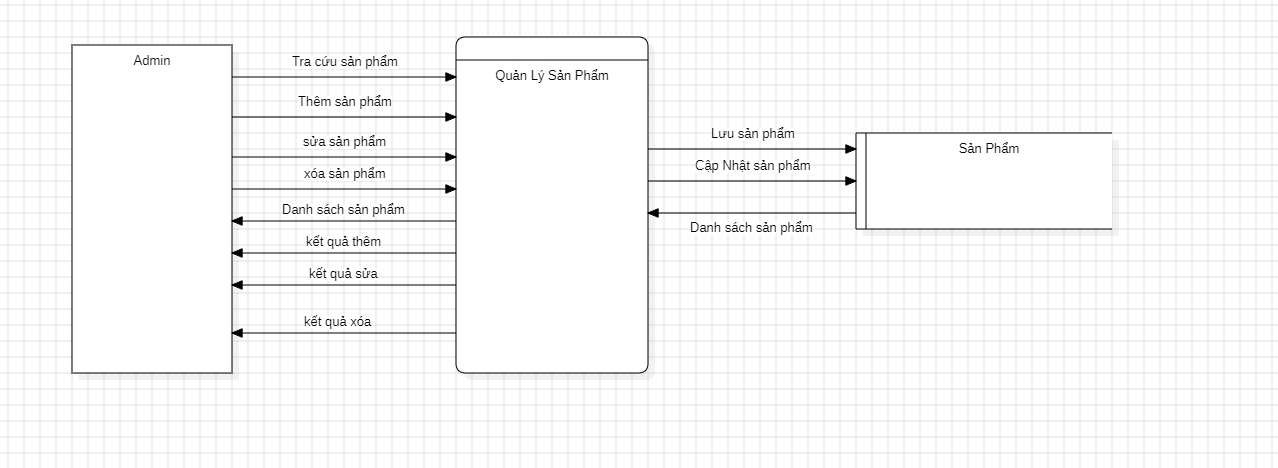 Admin
Tra cứu sản phẩm
Thêm sản phẩm
sửa sản phẩm
xóa sản phẩm
Danh sách sản phẩm
kết quả thêm
kết quả sửa
kết quả xóa
Quản Lý Sản Phẩm
Lưu sản phẩm
Cập Nhật sản phẩm
Danh sách sản phẩm
Sản Phẩm